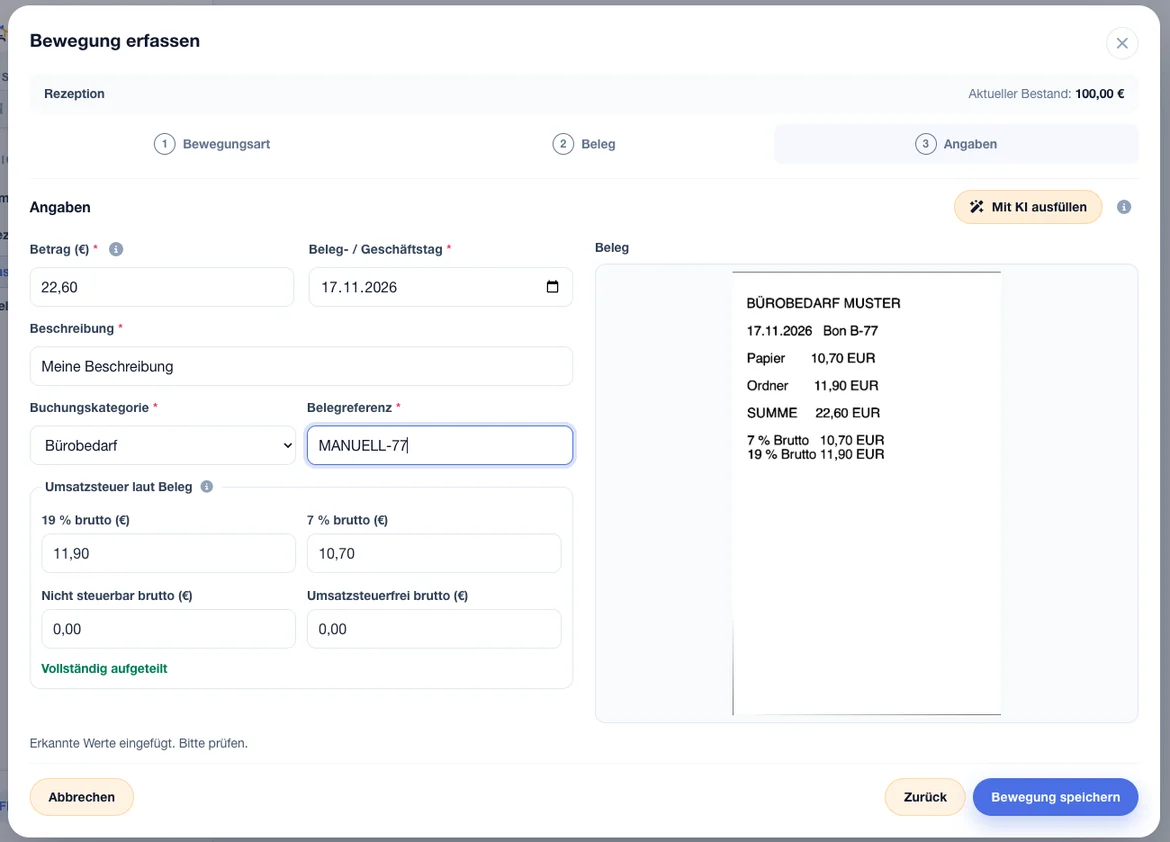 Bewegung erfassen
Rezeption
Aktueller Bestand: 100,00 €
1 Bewegungsart
2 Beleg
3 Angaben
Angaben
Mit KI ausfüllen
Betrag (€) *
Beleg- / Geschäftstag *
22,60
17.11.2026
Beschreibung *
Meine Beschreibung
Buchungskategorie *
Belegreferenz *
Bürobedarf
MANUELL-77
Umsatzsteuer laut Beleg
19 % brutto (€)
7 % brutto (€)
11,90
10,70
Nicht steuerbar brutto (€)
Umsatzsteuerfrei brutto (€)
0,00
0,00
Vollständig aufgeteilt
Beleg
BÜROBEDARF MUSTER
17.11.2026 Bon B-77
Papier 10,70 EUR
Ordner 11,90 EUR
SUMME 22,60 EUR
7 % Brutto 10,70 EUR
19 % Brutto 11,90 EUR
Erkannte Werte eingefügt. Bitte prüfen.
Abbrechen
Zurück
Bewegung speichern